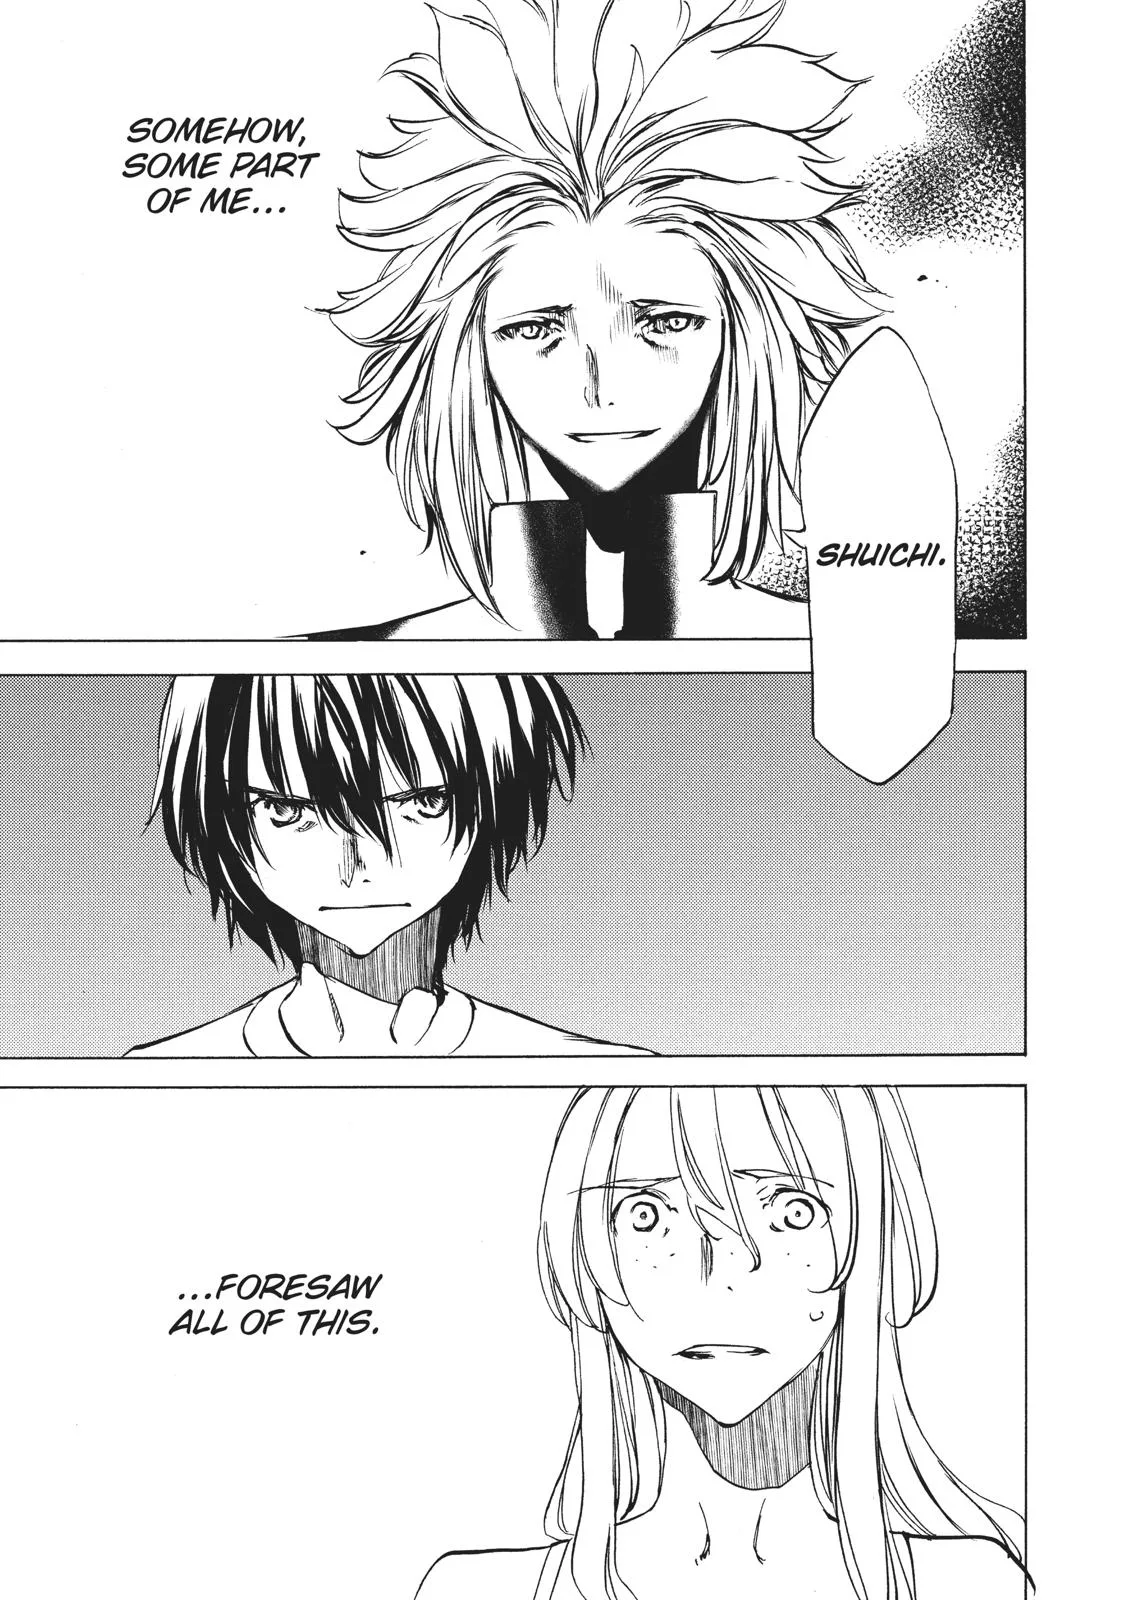 SOMEHOW,
SOME PART
OF ME...
SHUICHI.
...FORESAW
ALL OF THIS.